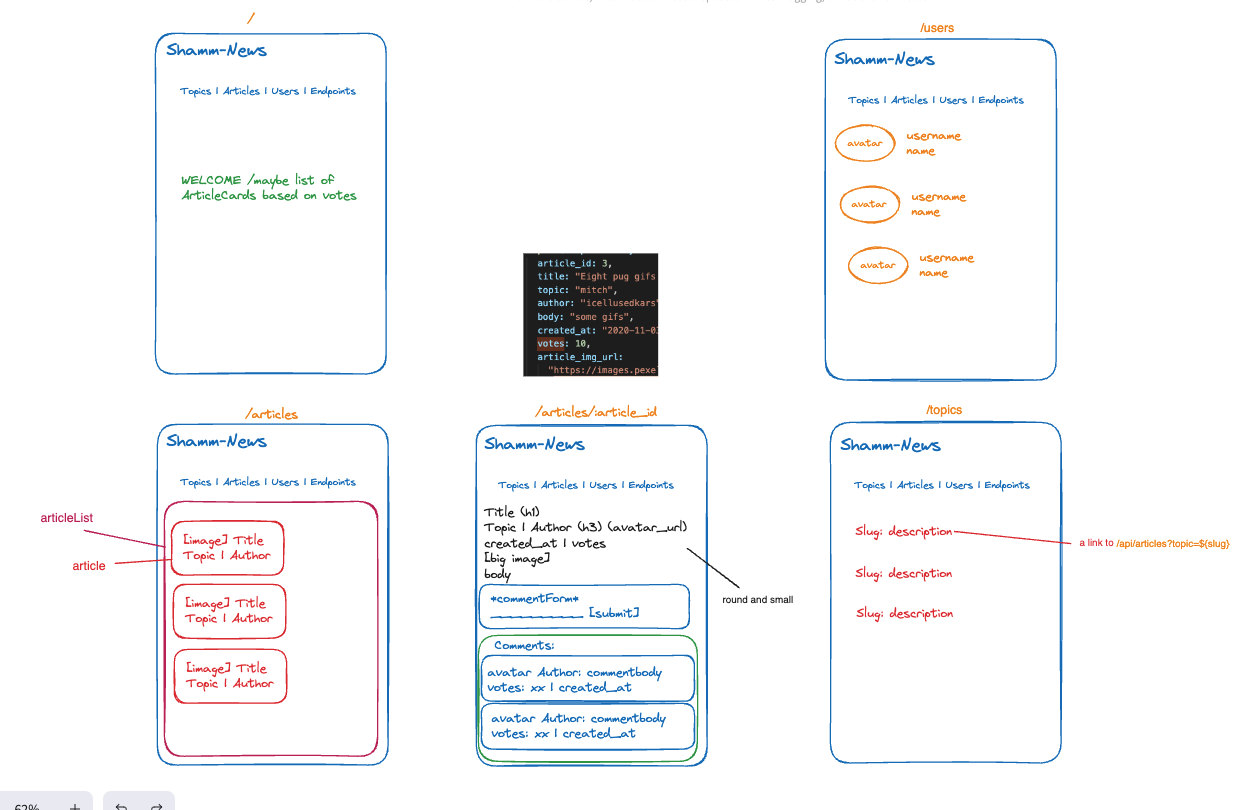 /
Shamm-News
Topics | Articles | Users | Endpoints
WELCOME /maybe list of
ArticleCards based on votes
/users
Shamm-News
Topics | Articles | Users | Endpoints
avatar
username
name
avatar
username
name
avatar
username
name
article_id: 3,
title: "Eight pug gifs
topic: "mitch",
author: "icellusedkars"
body: "some gifs",
created_at: "2020-11-03
votes: 10,
article_img_url:
"https://images.pexe
/articles
Shamm-News
Topics | Articles | Users | Endpoints
articleList
article
[image] Title
Topic | Author
[image] Title
Topic | Author
[image] Title
Topic | Author
/articles/:article_id
Shamm-News
Topics | Articles | Users | Endpoints
Title (h1)
Topic | Author (h3) (avatar_url)
created_at | votes
[big image]
body
round and small
*commentForm*
______________ [submit]
Comments:
avatar Author: commentbody
votes: xx | created_at
avatar Author: commentbody
votes: xx | created_at
/topics
Shamm-News
Topics | Articles | Users | Endpoints
Slug: description
a link to /api/articles?topic=${slug}
Slug: description
Slug: description
62%
+